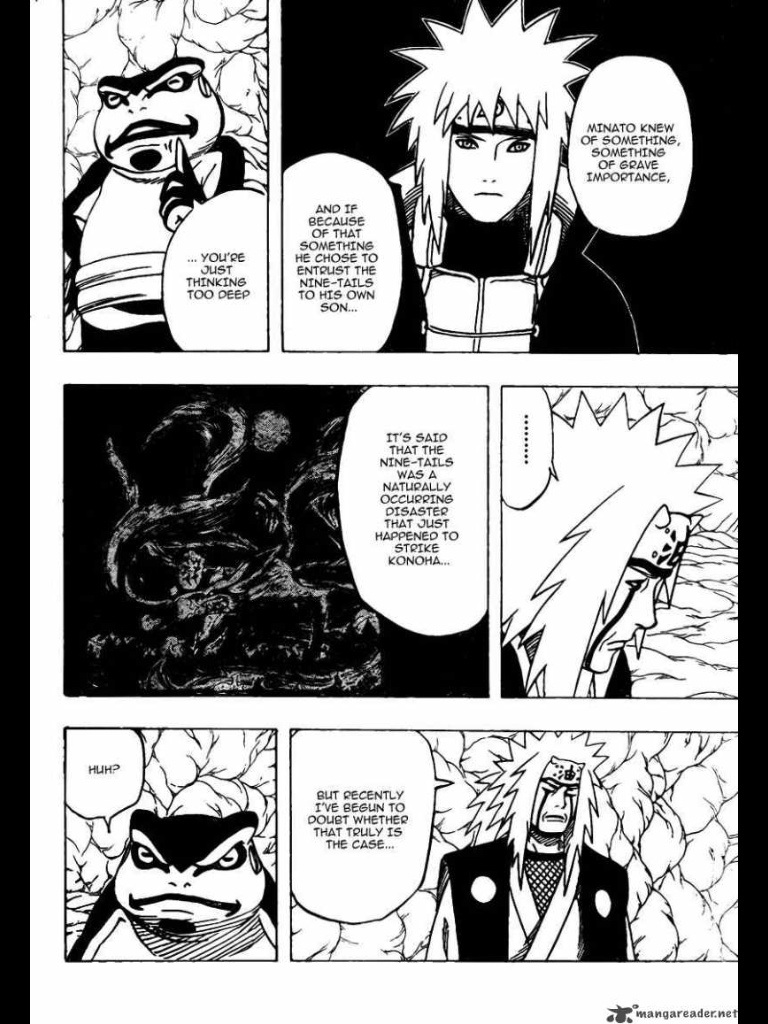 MINATO KNEW
OF SOMETHING,
SOMETHING
OF GRAVE
IMPORTANCE,
AND IF
BECAUSE
OF THAT
SOMETHING
HE CHOSE TO
ENTRUST THE
NINE-TAILS
TO HIS OWN
SON...
... YOU'RE
JUST
THINKING
TOO DEEP
.........
IT'S SAID
THAT THE
NINE-TAILS
WAS A
NATURALLY
OCCURRING
DISASTER
THAT JUST
HAPPENED TO
STRIKE
KONOHA...
BUT RECENTLY
I'VE BEGUN TO
DOUBT WHETHER
THAT TRULY IS
THE CASE...
油
HUH?
mangareader.net